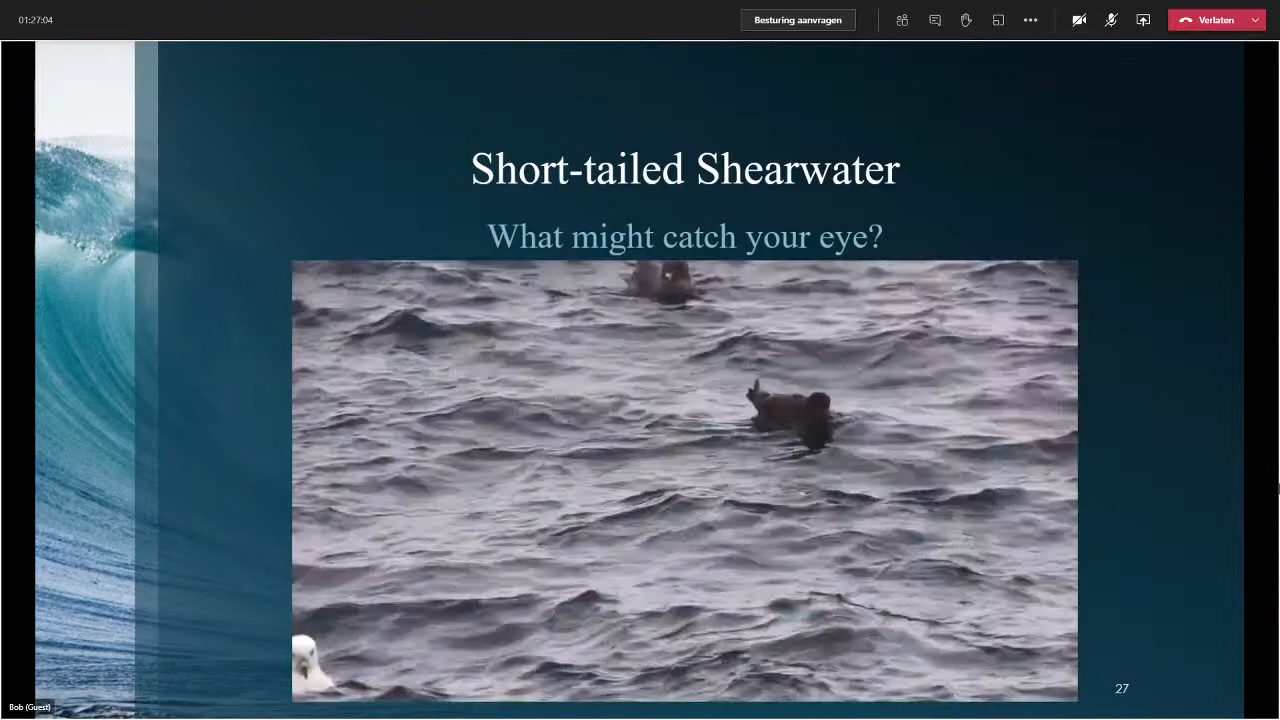 01:27:04
Besturing aanvragen
Verlaten
Short-tailed Shearwater
What might catch your eye?
27
Bob (Guest)